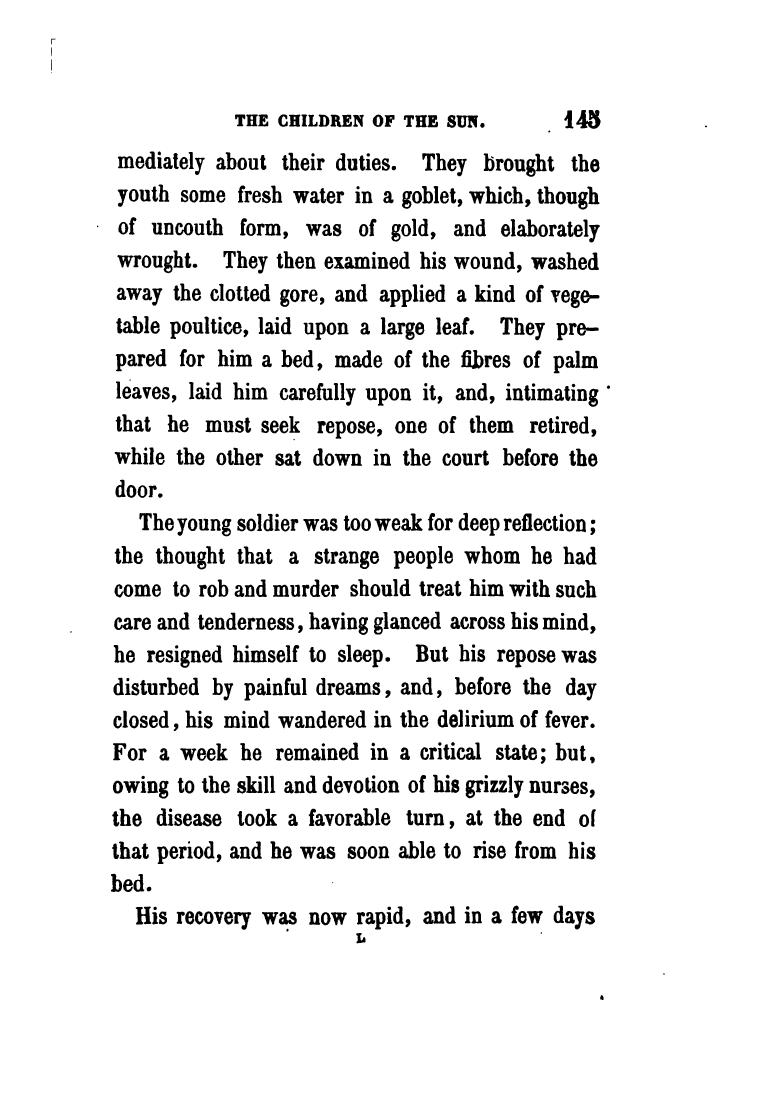 THE CHILDREN OF THE SUN. 145
mediately about their duties. They brought the
youth some fresh water in a goblet, which, though
of uncouth form, was of gold, and elaborately
wrought. They then examined his wound, washed
away the clotted gore, and applied a kind of vege-
table poultice, laid upon a large leaf. They pre-
pared for him a bed, made of the fibres of palm
leaves, laid him carefully upon it, and, intimating
that he must seek repose, one of them retired,
while the other sat down in the court before the
door.
The young soldier was too weak for deep reflection;
the thought that a strange people whom he had
come to rob and murder should treat him with such
care and tenderness, having glanced across his mind,
he resigned himself to sleep. But his repose was
disturbed by painful dreams, and, before the day
closed, his mind wandered in the delirium of fever.
For a week he remained in a critical state; but,
owing to the skill and devotion of his grizzly nurses,
the disease took a favorable turn, at the end of
that period, and he was soon able to rise from his
bed.
His recovery was now rapid, and in a few days
L